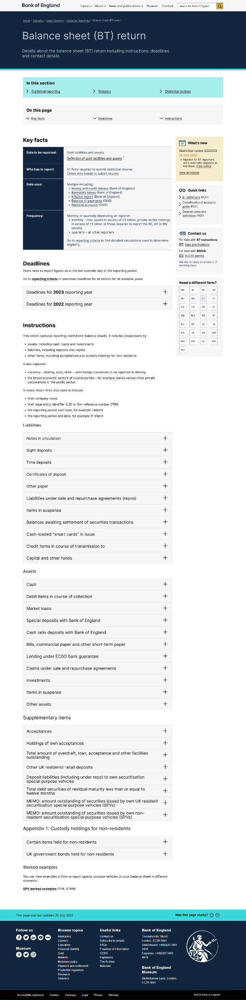 Bank of England
Topics About News and publications Museum Contact Search the Bank of England
Home / Statistics / Data Collection / Statistical Reporting / Balance sheet (BT) return
Balance sheet (BT) return
Details about the balance sheet (BT) return including instructions, deadlines
and contact details.
In this section
Statistical reporting
Glossary
Statistical notices
On this page
Key facts
Deadlines
Instructions
Key facts
Data to be reported:
Spot liabilities and assets.
Definition of spot liabilities and assets
Who has to report:
All firms required to submit statistical returns.
Check who needs to submit returns
Data uses:
Multiple including:
• Money and credit release (Bank of England)
• Bankstats tables (Bank of England)
• Inflation report (Bank of England)
• Balance of payments (ONS)
• National accounts (ONS)
Frequency:
Monthly or quarterly depending on reporter.
• monthly – total assets in excess of £3 billion, private sector holdings
in excess of £1 billion or those required to report the BE, GT or BN
returns
• quarterly – all other reporters
Go to reporting criteria to find detailed calculations used to determine
eligibility.
What's new
Statistical notice 2023/03
28 April 2023
• Update for BT reporters
with cash ratio deposits at
the Bank. View notice
View all notices
Quick links
BT definitions (PDF)
Classification of accounts
guide (PDF)
General notes and
definitions (PDF)
Contact us
For help with BT instructions:
Data and Statistics
For help with BEEDS:
BEEDS queries
We aim to reply to emails in 2
working days
Need a different form?
AD AL BE BG
BH BN BT C1
CA CC CE CL
DQ ELS ER FI
FO GT IC IO
IPA IS LN MM
MQ PB PL PM
WO
Deadlines
Firms need to report figures as at the last calendar day of the reporting period.
Go to reporting criteria to download deadlines for all returns for all available years.
Deadlines for 2023 reporting year
Deadlines for 2022 reporting year
Instructions
This return captures reporting institutions' balance sheets. It includes breakdowns by:
• assets, including cash, loans and investments
• liabilities, including deposits and capital
• other items, including acceptances and custody holdings for non-residents
It also captures:
• currency – sterling, euro, other – with foreign currencies to be reported in sterling
• the broad economic sectors of counterparties – for example, banks versus other private
corporations or the public sector
In every return firms also need to include:
• their company name
• their legal entity identifier (LEI) or firm reference number (FRN)
• the reporting period start date, for example 1 March
• the reporting period end date, for example 31 March
Liabilities
Notes in circulation
Sight deposits
Time deposits
Certificates of deposit
Other paper
Liabilities under sale and repurchase agreements (repos)
Items in suspense
Balances awaiting settlement of securities transactions
Cash-loaded "smart cards" in issue
Credit items in course of transmission to
Capital and other funds
Assets
Cash
Debit items in course of collection
Market loans
Special deposits with Bank of England
Cash ratio deposits with Bank of England
Bills, commercial paper and other short-term paper
Lending under ECGD bank guarantee
Claims under sale and repurchase agreements
Investments
Items in suspense
Other assets
Supplementary items
Acceptances
Holdings of own acceptances
Total amount of overdraft, loan, acceptance and other facilities
outstanding
Other UK residents' retail deposits
Deposit liabilities (including under repo) to own securitisation
special purpose vehicles
Total debt securities of residual maturity less than or equal to
twelve months
MEMO: amount outstanding of securities issued by own UK resident
securitisation special purpose vehicles (SPVs)
MEMO: amount outstanding of securities issued by own non-
resident securitisation special purpose vehicles (SPVs)
Appendix 1: Custody holdings for non-residents
Certain items held for non-residents
UK government bonds held for non-residents
Worked examples
You can view examples of how to report special purpose vehicles on your balance sheet in different
scenarios.
SPV worked examples (PDF, 0.1MB)
This page was last updated 25 July 2022
Was this page useful?
Follow us
Museum
Browse topics
Banknotes
Careers
Education
Financial stability
Gold
Markets
Monetary policy
Payment and settlement
Prudential regulation
Research
Statistics
Useful links
Contact us
Subscribe to emails
FAQs
Freedom of Information
CCBS
Explainers
The Archive
Museum
Bank of England
Threadneedle Street,
London, EC2R 8AH
Switchboard: +44(0)20 3461
4444
Enquiries: +44(0)20 3461
4878
Bank of England
Museum
Bartholomew Lane, London,
EC2R 8AH
Accessibility statement Cookies Cymraeg Legal Privacy Sitemap
©2023 Bank of England